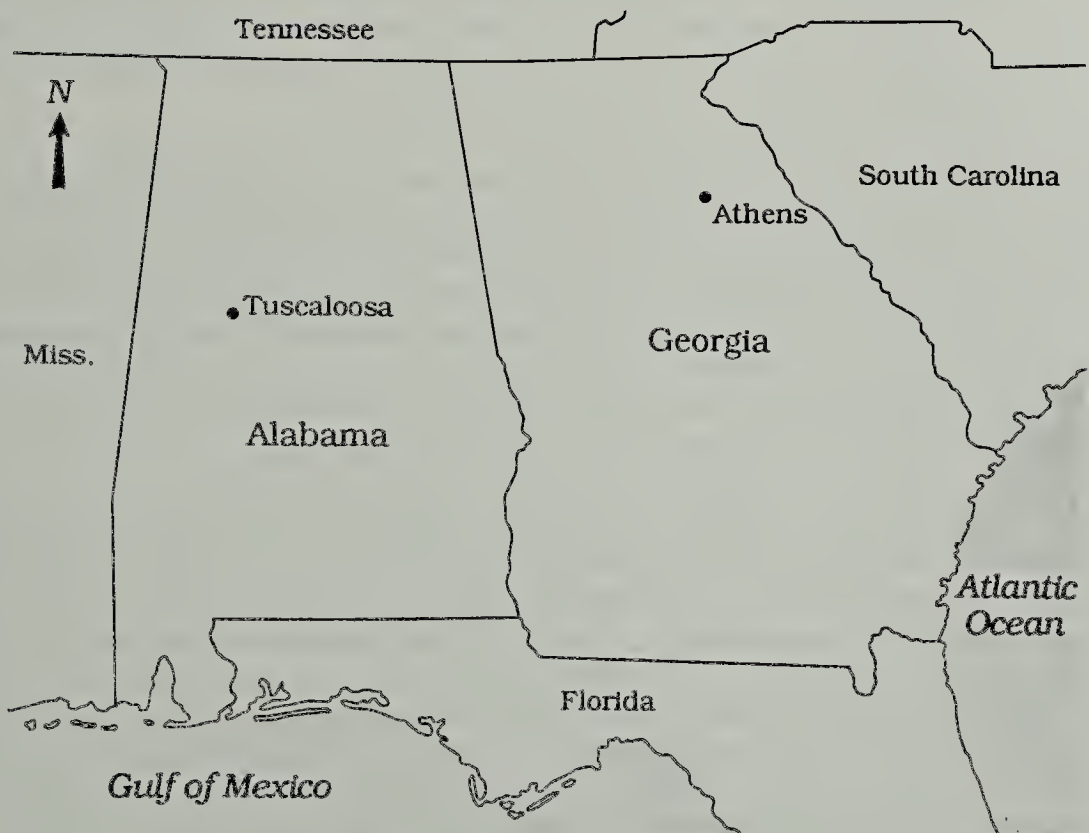 Tennessee
N
South Carolina
Athens
Tuscaloosa
Georgia
Miss.
Alabama
Atlantic
Ocean
Florida
Gulf of Mexico